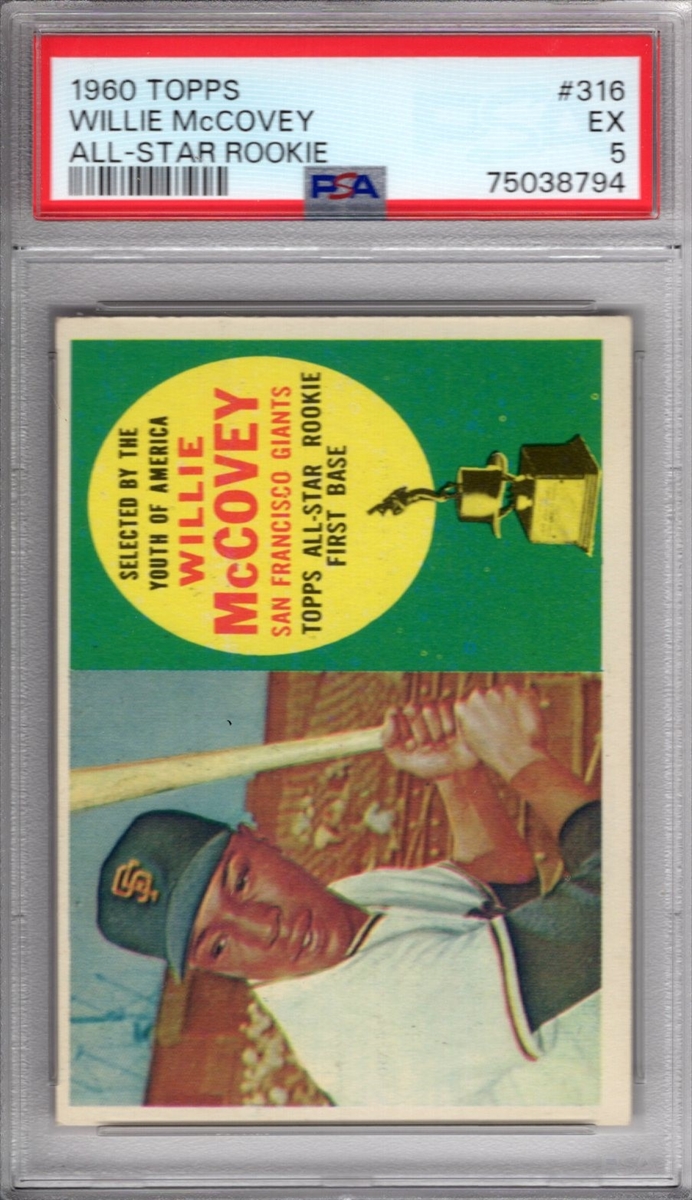 1960 TOPPS #316
WILLIE McCOVEY EX
ALL-STAR ROOKIE 5
PSA 75038794
SELECTED BY THE
YOUTH OF AMERICA
WILLIE
McCOVEY
SAN FRANCISCO GIANTS
TOPPS ALL-STAR ROOKIE
FIRST BASE
SF